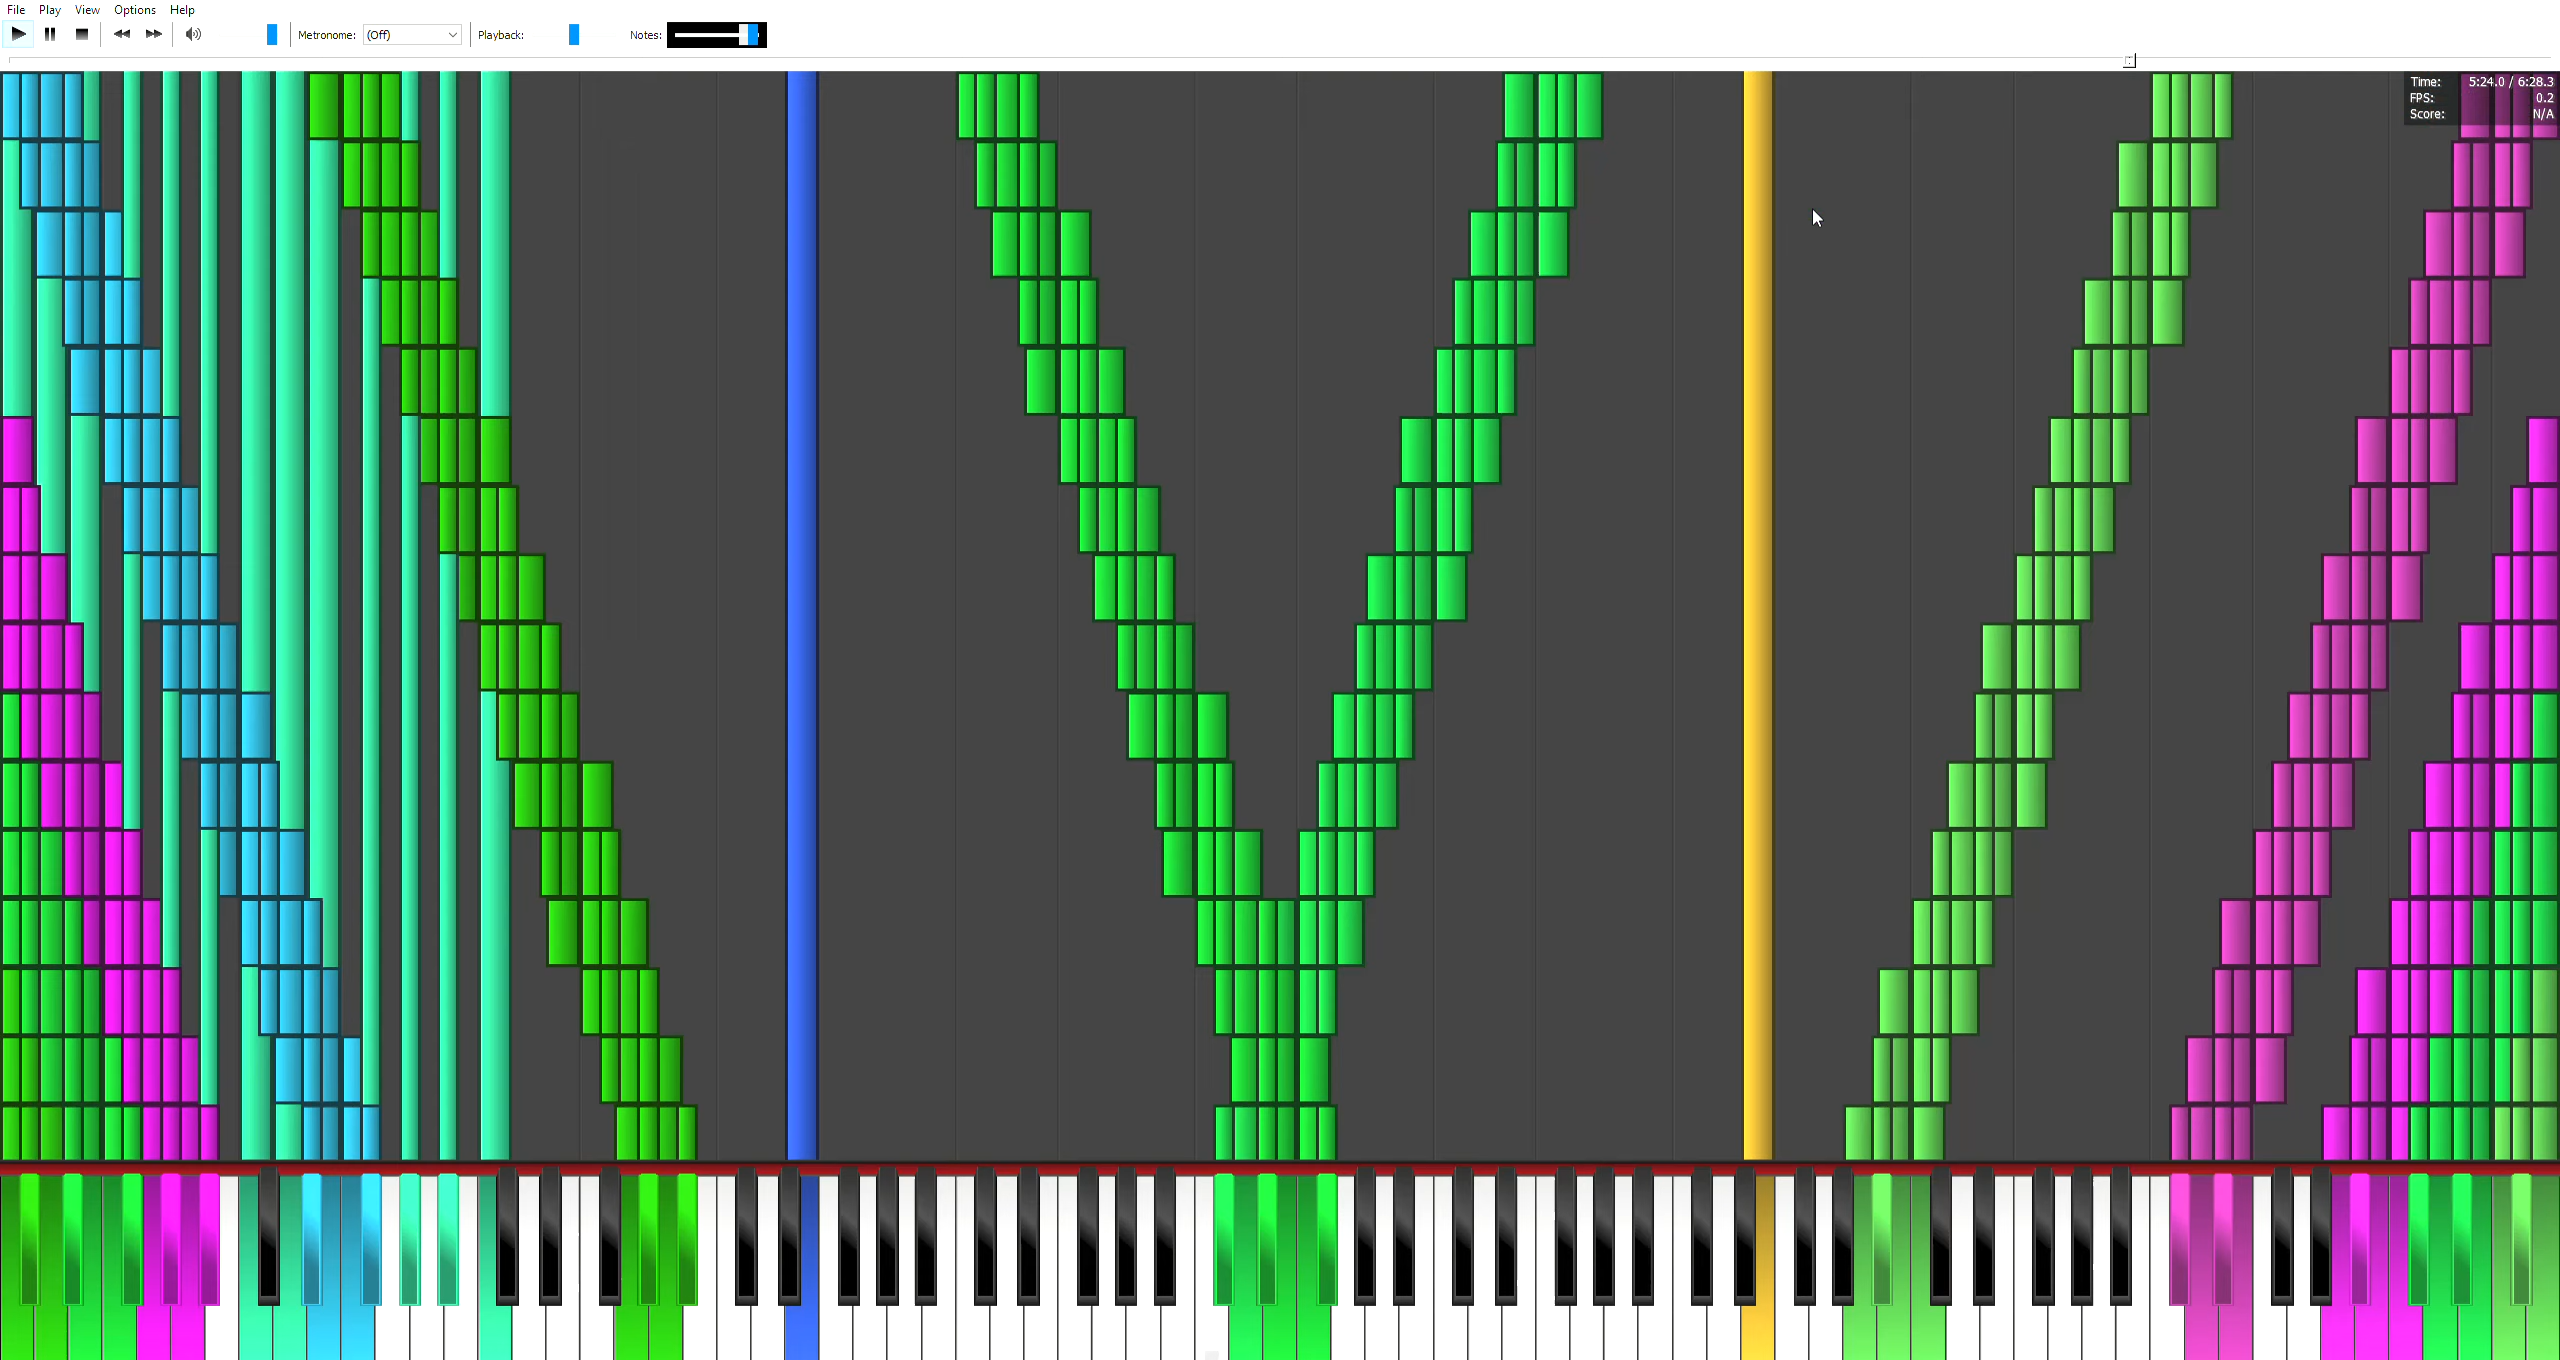 File Play View Options Help
Metronome: (Off) Playback: Notes:
Time: 5:24.0 / 6:28.3
FPS: 0.2
Score: N/A